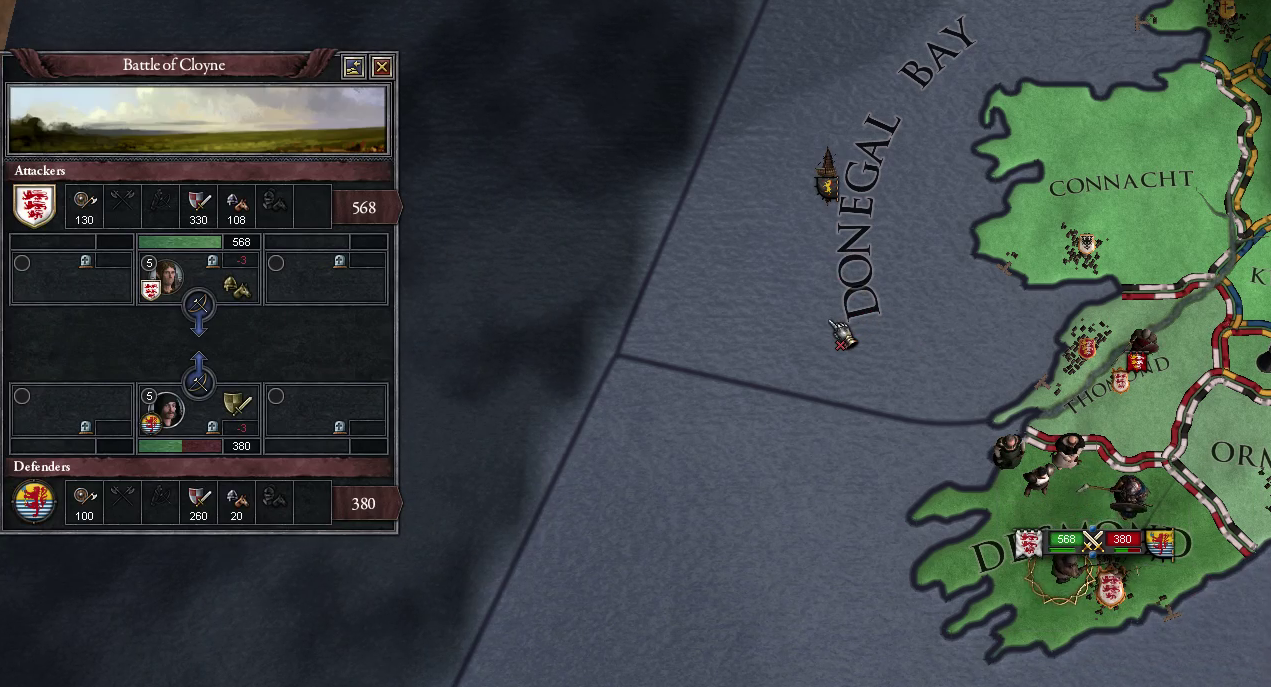 Battle of Cloyne
Attackers
130
330
108
568
568
5
-3
5
-3
380
Defenders
100
260
20
380
DONEGAL BAY
CONNACHT
K
THOMOND
ORM
DESMOND
568
380